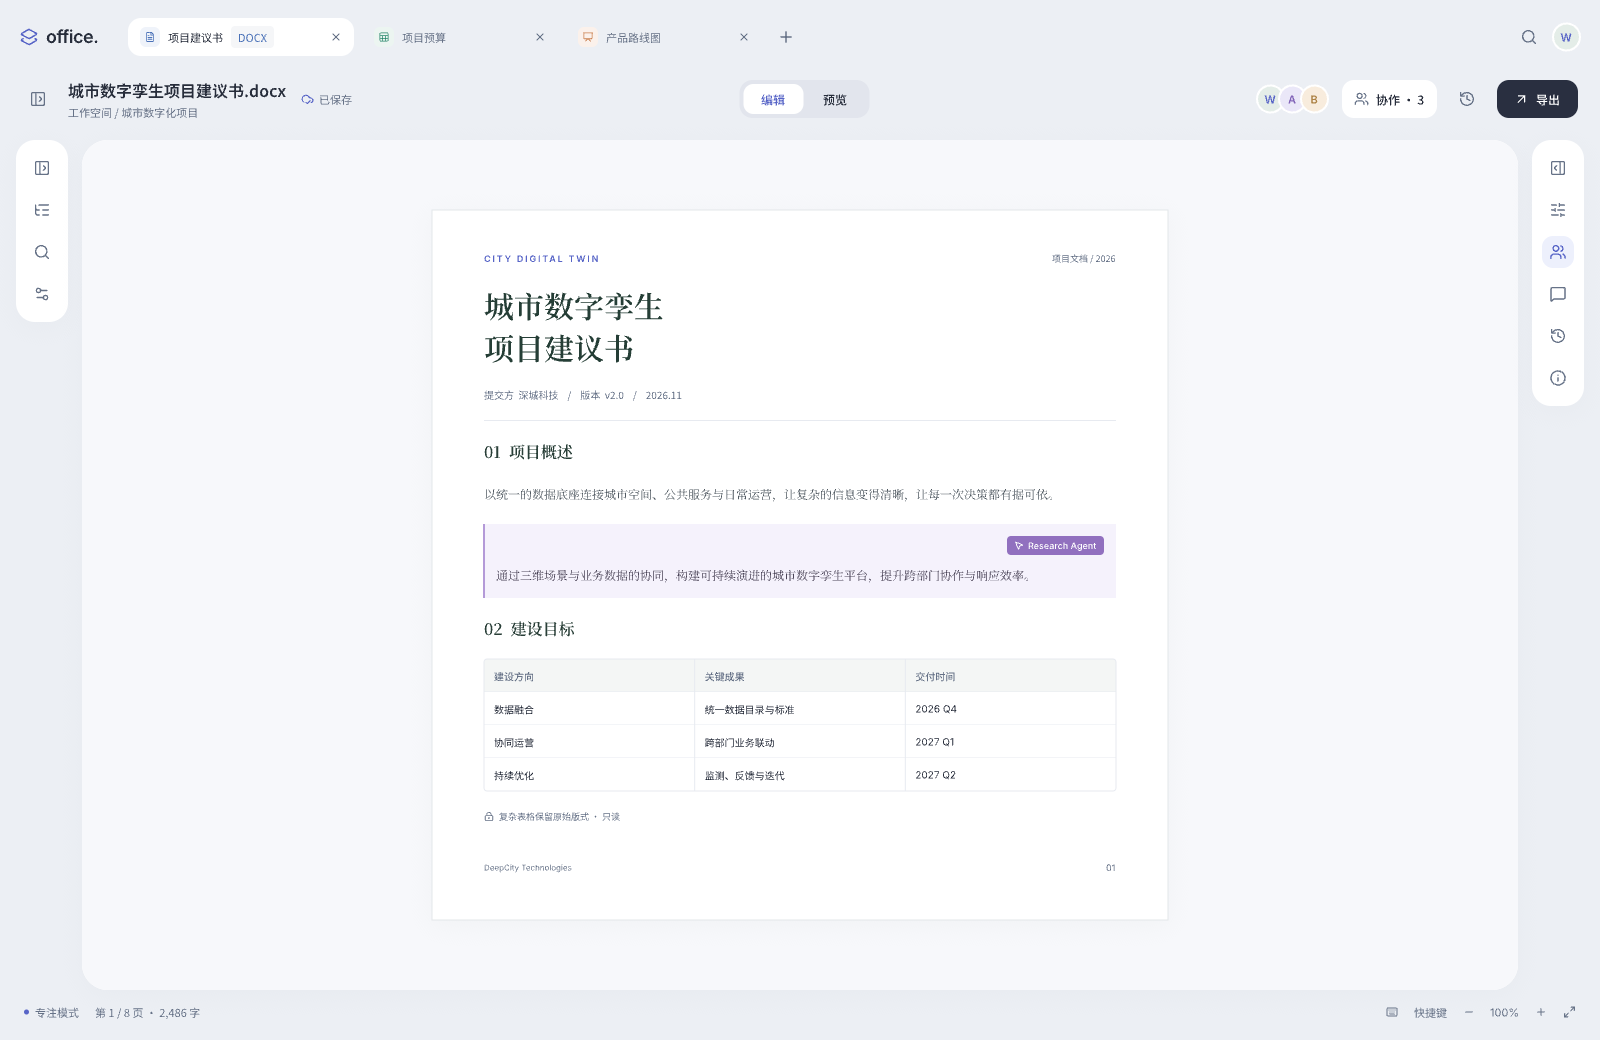 office.
项目建议书 DOCX
项目预算
产品路线图
W
城市数字孪生项目建议书.docx
已保存
工作空间 / 城市数字化项目
编辑
预览
W A B
协作 · 3
导出
CITY DIGITAL TWIN
项目文档 / 2026
城市数字孪生
项目建议书
提交方 深城科技 / 版本 v2.0 / 2026.11
01 项目概述
以统一的数据底座连接城市空间、公共服务与日常运营，让复杂的信息变得清晰，让每一次决策都有据可依。
Research Agent
通过三维场景与业务数据的协同，构建可持续演进的城市数字孪生平台，提升跨部门协作与响应效率。
02 建设目标
建设方向 关键成果 交付时间
数据融合 统一数据目录与标准 2026 Q4
协同运营 跨部门业务联动 2027 Q1
持续优化 监测、反馈与迭代 2027 Q2
复杂表格保留原始版式 · 只读
DeepCity Technologies
01
专注模式 第 1 / 8 页 · 2,486 字
快捷键
100%